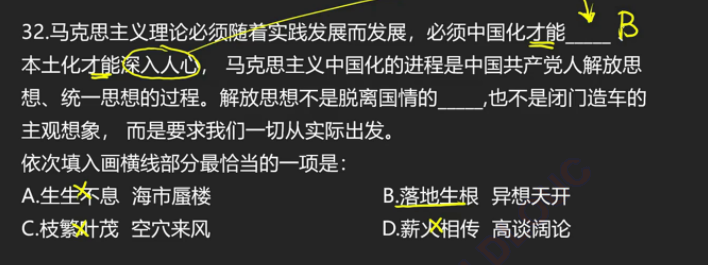 32.马克思主义理论必须随着实践发展而发展，必须中国化才能_____ B
本土化才能深入人心， 马克思主义中国化的进程是中国共产党人解放思
想、统一思想的过程。解放思想不是脱离国情的_____,也不是闭门造车的
主观想象， 而是要求我们一切从实际出发。
依次填入画横线部分最恰当的一项是：
A.生生不息 海市蜃楼 B.落地生根 异想天开
C.枝繁叶茂 空穴来风 D.薪火相传 高谈阔论